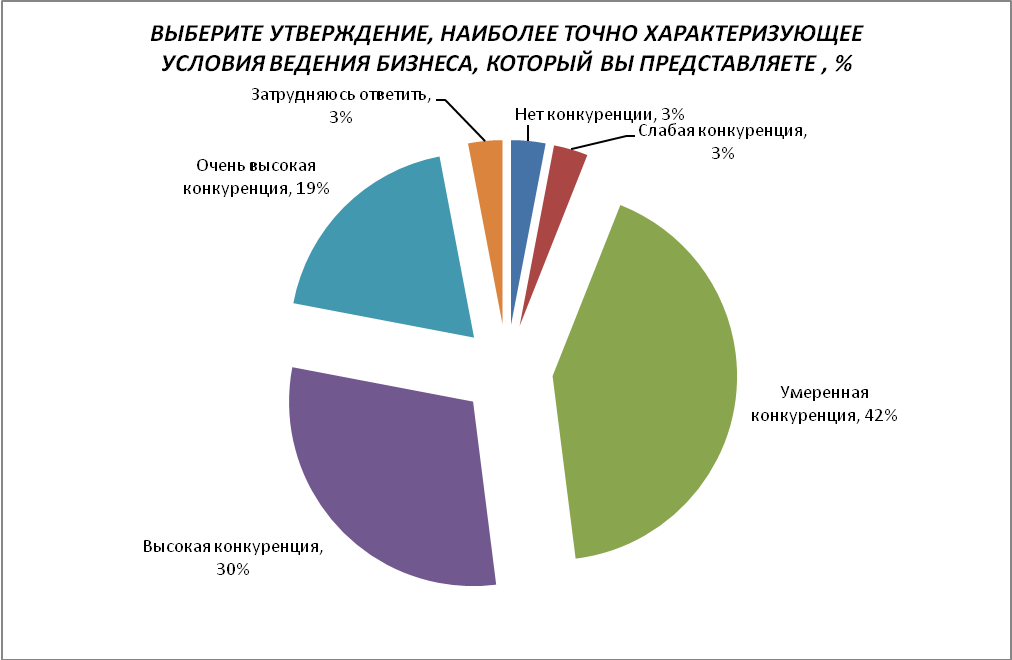 ВЫБЕРИТЕ УТВЕРЖДЕНИЕ, НАИБОЛЕЕ ТОЧНО ХАРАКТЕРИЗУЮЩЕЕ
УСЛОВИЯ ВЕДЕНИЯ БИЗНЕСА, КОТОРЫЙ ВЫ ПРЕДСТАВЛЯЕТЕ , %
Затрудняюсь ответить,
3%
Нет конкуренции, 3%
Слабая конкуренция,
3%
Очень высокая
конкуренция, 19%
Умеренная
конкуренция, 42%
Высокая конкуренция,
30%